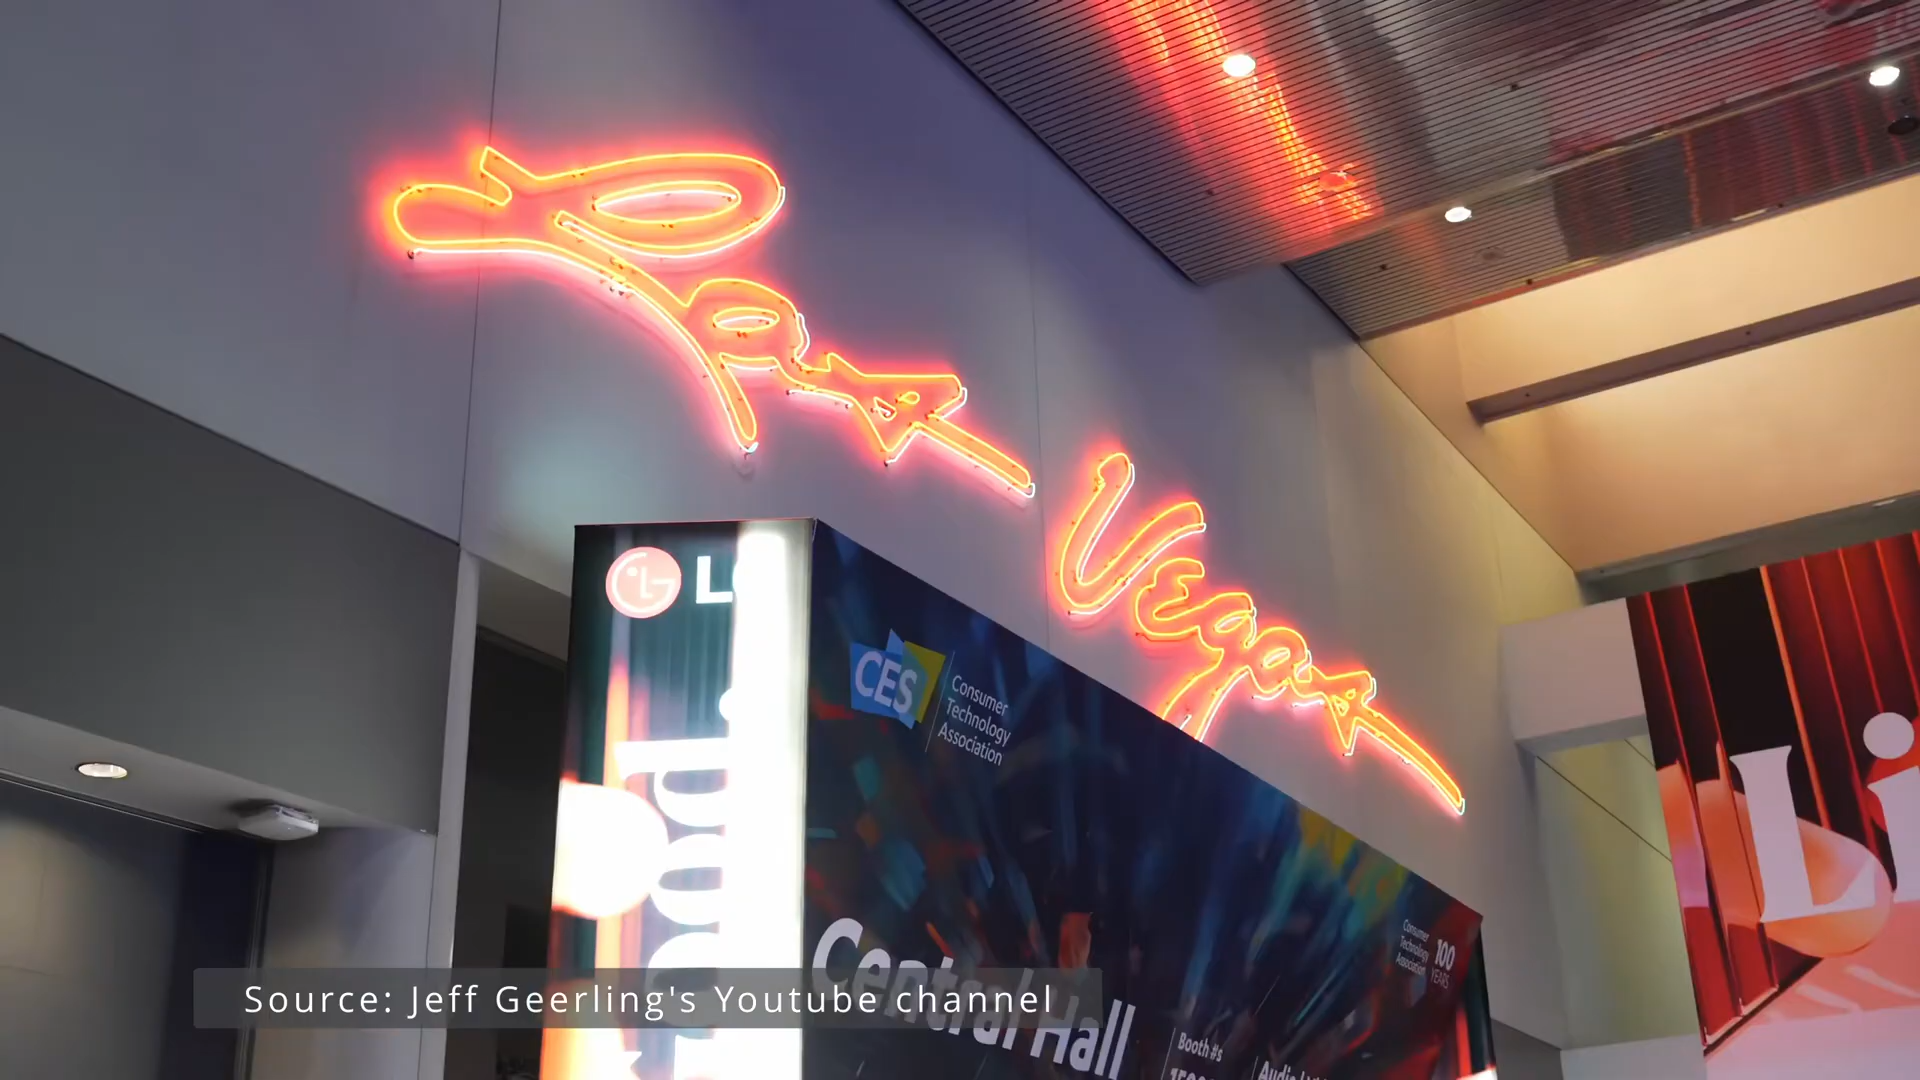 Las Vegas
LG
CES
Consumer
Technology
Association
Central Hall
Booth #s
Consumer
Technology
Association
100
YEARS
Li
Source: Jeff Geerling's Youtube channel